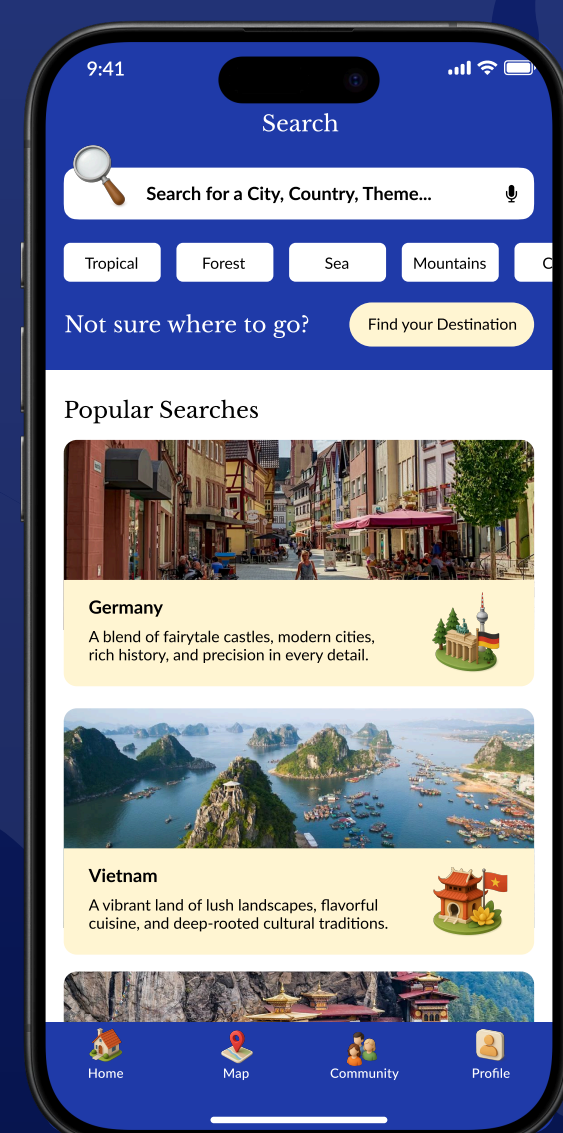 9:41
Search
Search for a City, Country, Theme...
Tropical
Forest
Sea
Mountains
C
Not sure where to go?
Find your Destination
Popular Searches
Germany
A blend of fairytale castles, modern cities,
rich history, and precision in every detail.
Vietnam
A vibrant land of lush landscapes, flavorful
cuisine, and deep-rooted cultural traditions.
Home
Map
Community
Profile